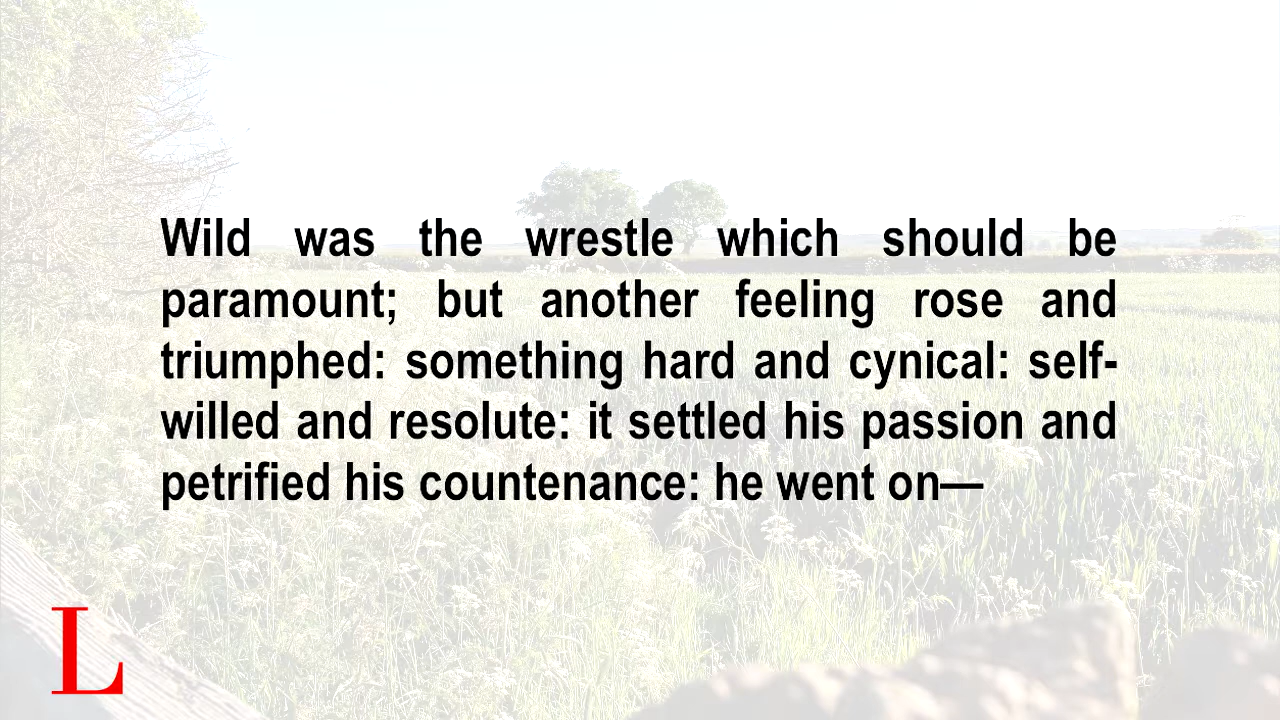 Wild was the wrestle which should be
paramount; but another feeling rose and
triumphed: something hard and cynical: self-
willed and resolute: it settled his passion and
petrified his countenance: he went on—
L